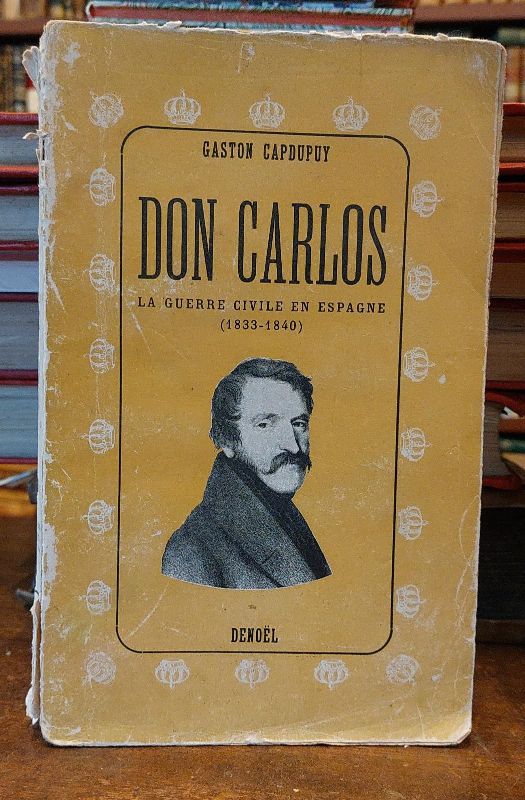 GASTON CAPDUPUY
DON CARLOS
LA GUERRE CIVILE EN ESPAGNE
(1833-1840)
DENOËL